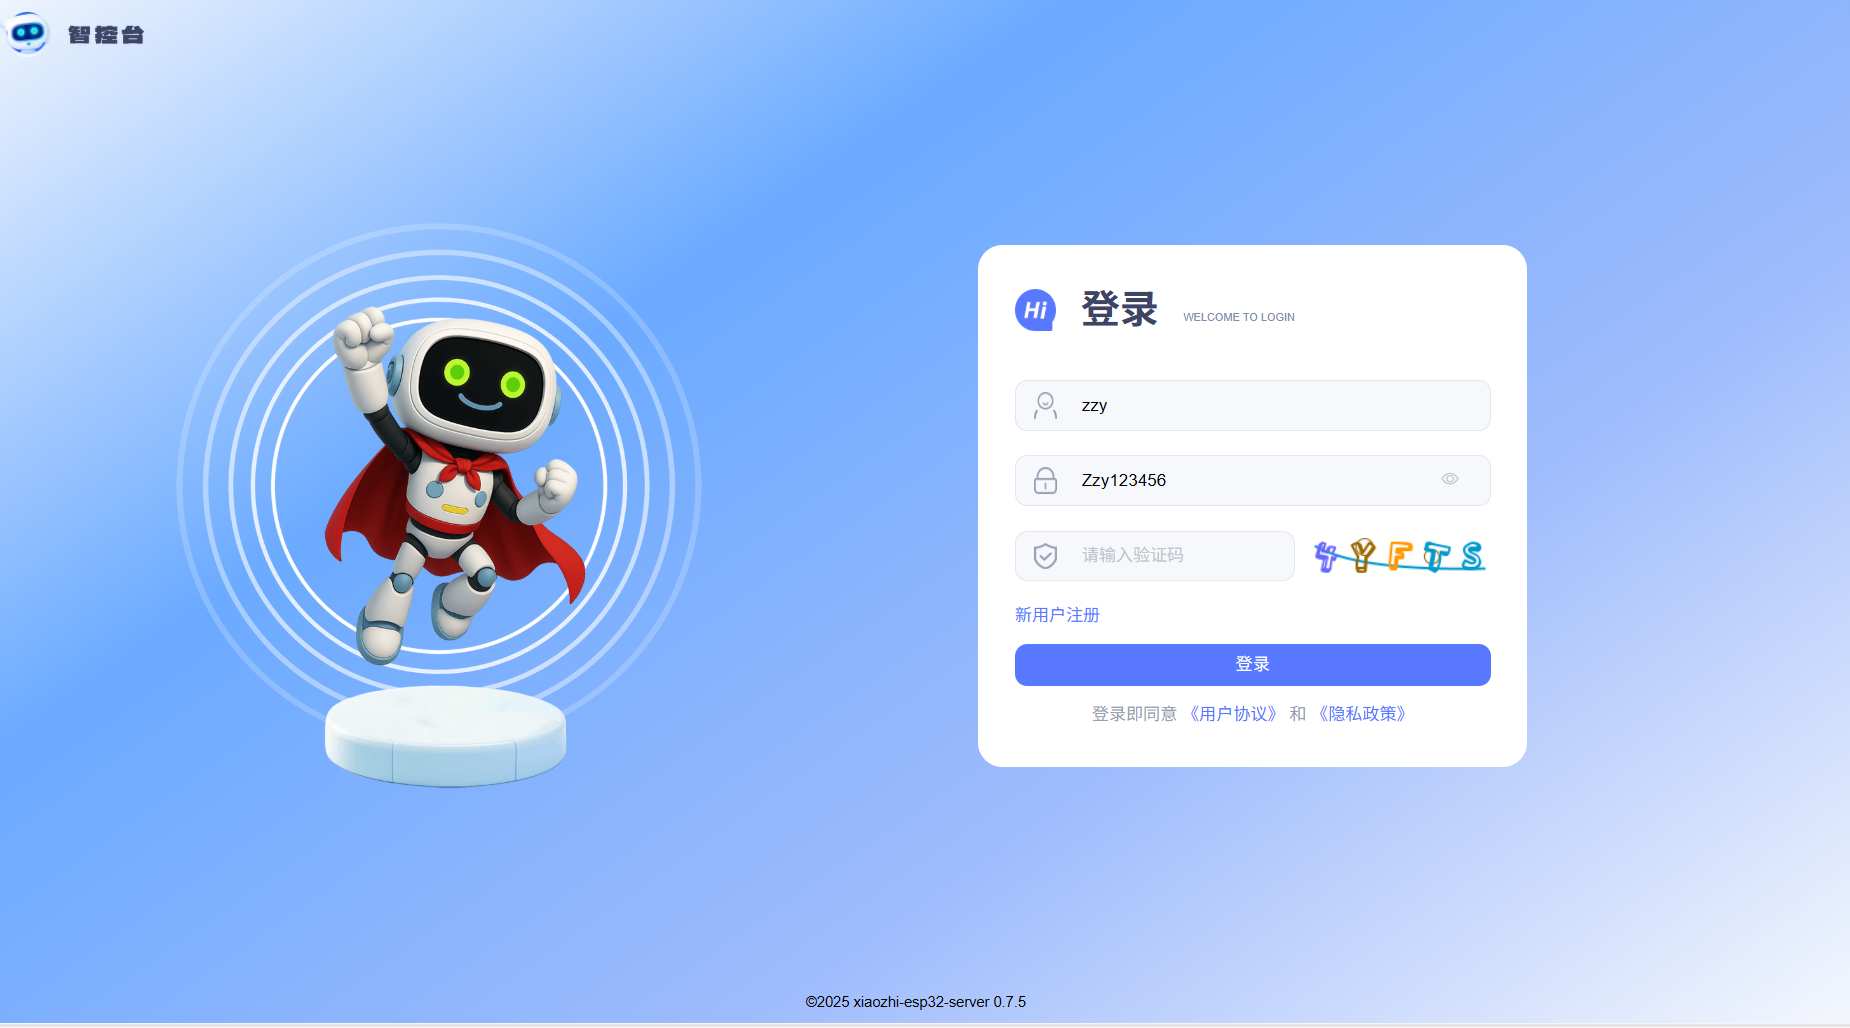 智控台
Hi 登录 WELCOME TO LOGIN
zzy
Zzy123456
请输入验证码 4YFTS
新用户注册
登录
登录即同意 《用户协议》 和 《隐私政策》
©2025 xiaozhi-esp32-server 0.7.5